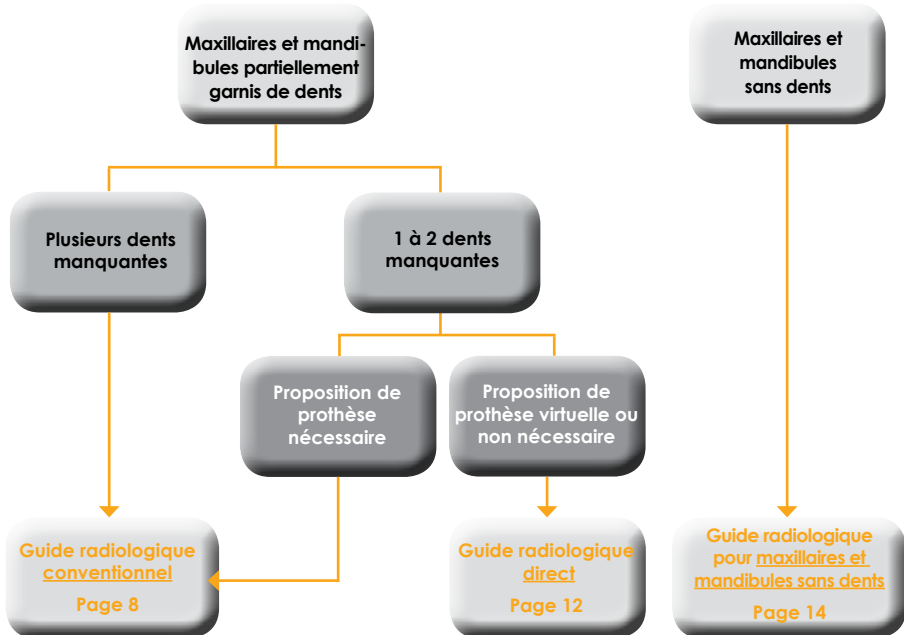 Maxillaires et mandi-
bules partiellement
garnis de dents
Maxillaires et
mandibules
sans dents
Plusieurs dents
manquantes
1 à 2 dents
manquantes
Proposition de
prothèse
nécessaire
Proposition de
prothèse virtuelle ou
non nécessaire
Guide radiologique
conventionnel
Page 8
Guide radiologique
direct
Page 12
Guide radiologique
pour maxillaires et
mandibules sans dents
Page 14